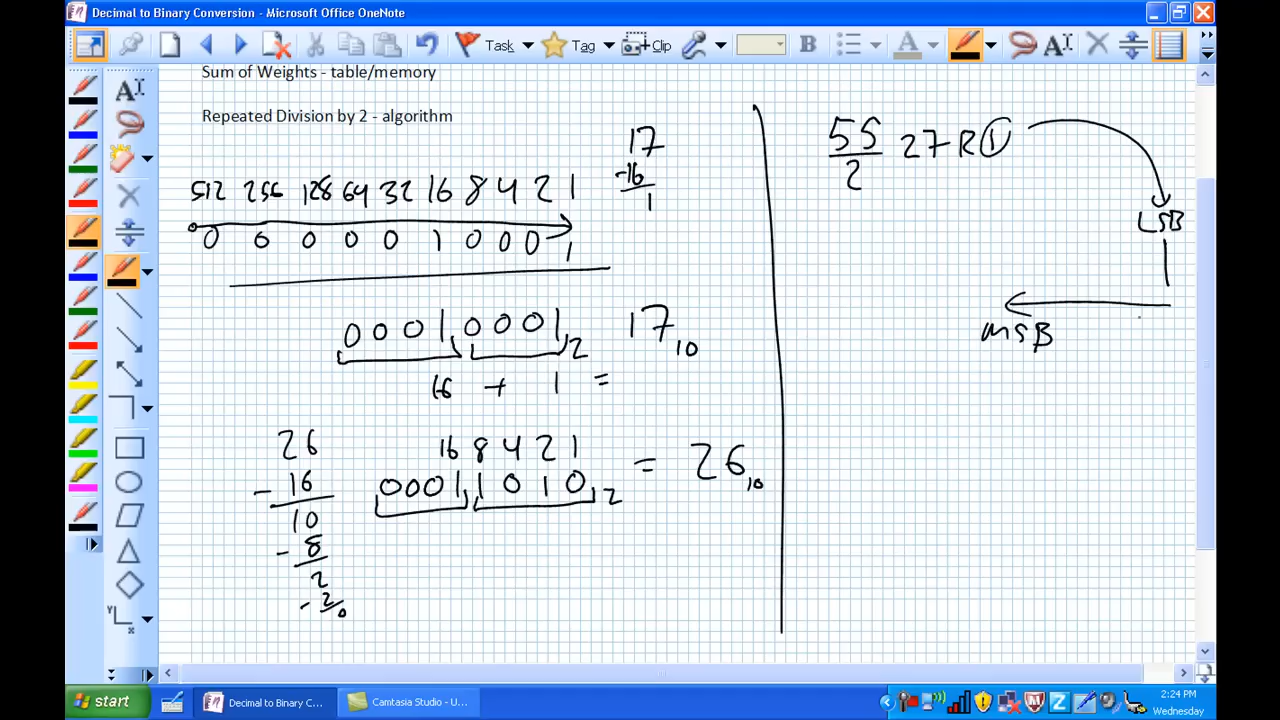 Decimal to Binary Conversion - Microsoft Office OneNote
Task Tag Clip B A AI
AI
Sum of Weights - table/memory
Repeated Division by 2 - algorithm
17
-16
1
512 256 128 64 32 16 8 4 2 1
0 0 0 0 0 1 0 0 0 1
0001,0001 2 17 10
16 + 1 =
26
- 16
10
- 8
2
- 2
0
16 8 4 2 1
0001,1010 2 = 26 10
55
2
27 R 1
LSB
MSB
start Decimal to Binary C... Camtasia Studio - U... 2:24 PM
Wednesday